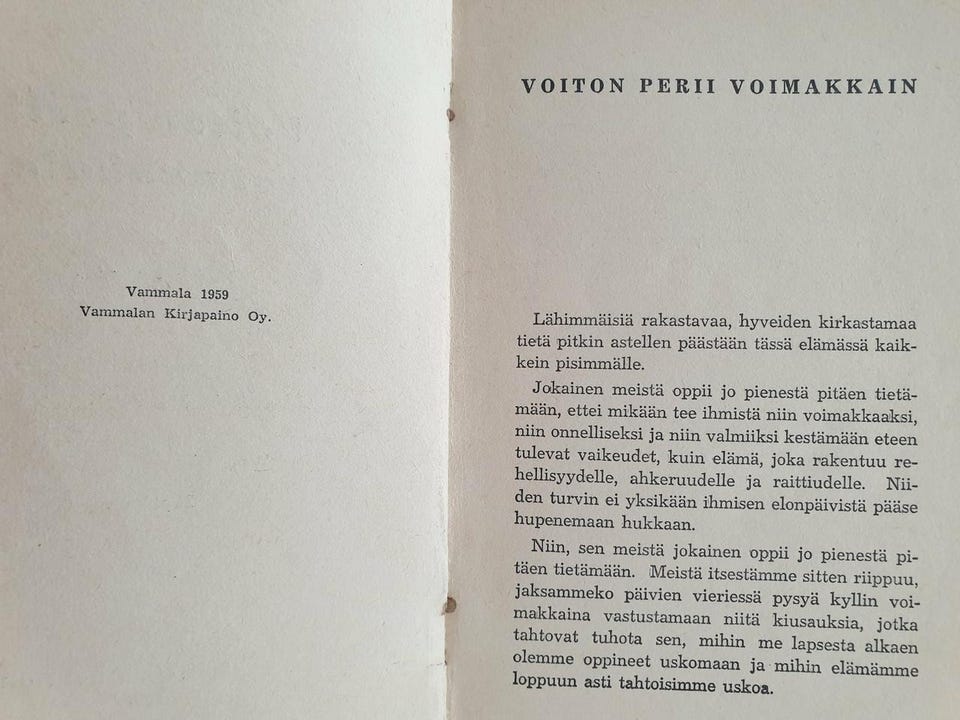 Vammala 1959
Vammalan Kirjapaino Oy.
VOITON PERII VOIMAKKAIN
Lähimmäisiä rakastavaa, hyveiden kirkastamaa
tietä pitkin astellen päästään tässä elämässä kaik-
kein pisimmälle.
Jokainen meistä oppii jo pienestä pitäen tietä-
mään, ettei mikään tee ihmistä niin voimakkaaksi,
niin onnelliseksi ja niin valmiiksi kestämään eteen
tulevat vaikeudet, kuin elämä, joka rakentuu re-
hellisyydelle, ahkeruudelle ja raittiudelle. Nii-
den turvin ei yksikään ihmisen elonpäivistä pääse
hupenemaan hukkaan.
Niin, sen meistä jokainen oppii jo pienestä pi-
täen tietämään. Meistä itsestämme sitten riippuu,
jaksammeko päivien vieriessä pysyä kyllin voi-
makkaina vastustamaan niitä kiusauksia, jotka
tahtovat tuhota sen, mihin me lapsesta alkaen
olemme oppineet uskomaan ja mihin elämämme
loppuun asti tahtoisimme uskoa.